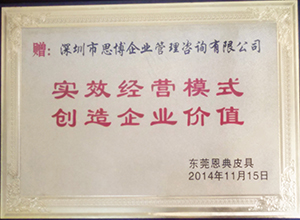 赠：深圳市思博企业管理咨询有限公司
实效经营模式
创造企业价值
东莞恩典皮具
2014年11月15日